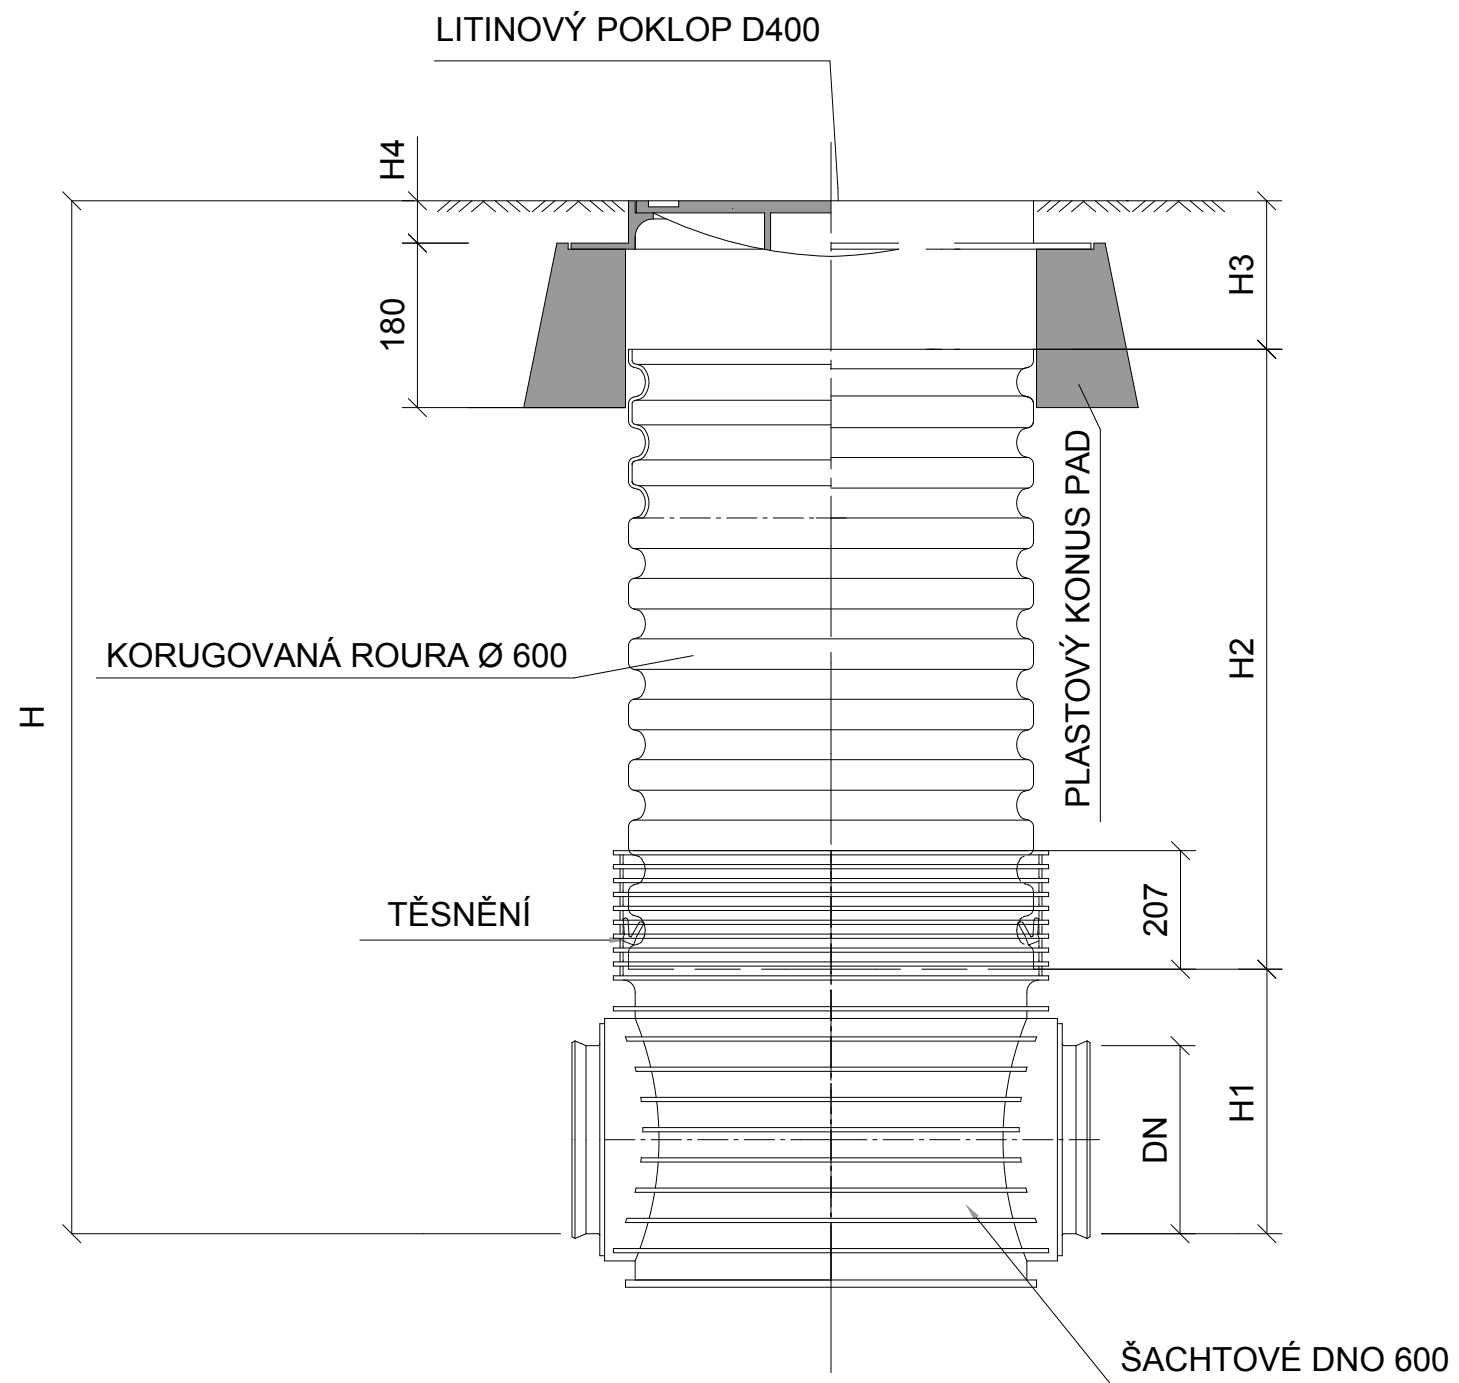 LITINOVÝ POKLOP D400
H4
180
H3
PLASTOVÝ KONUS PAD
H2
KORUGOVANÁ ROURA Ø 600
H
TĚSNĚNÍ
207
DN
H1
ŠACHTOVÉ DNO 600